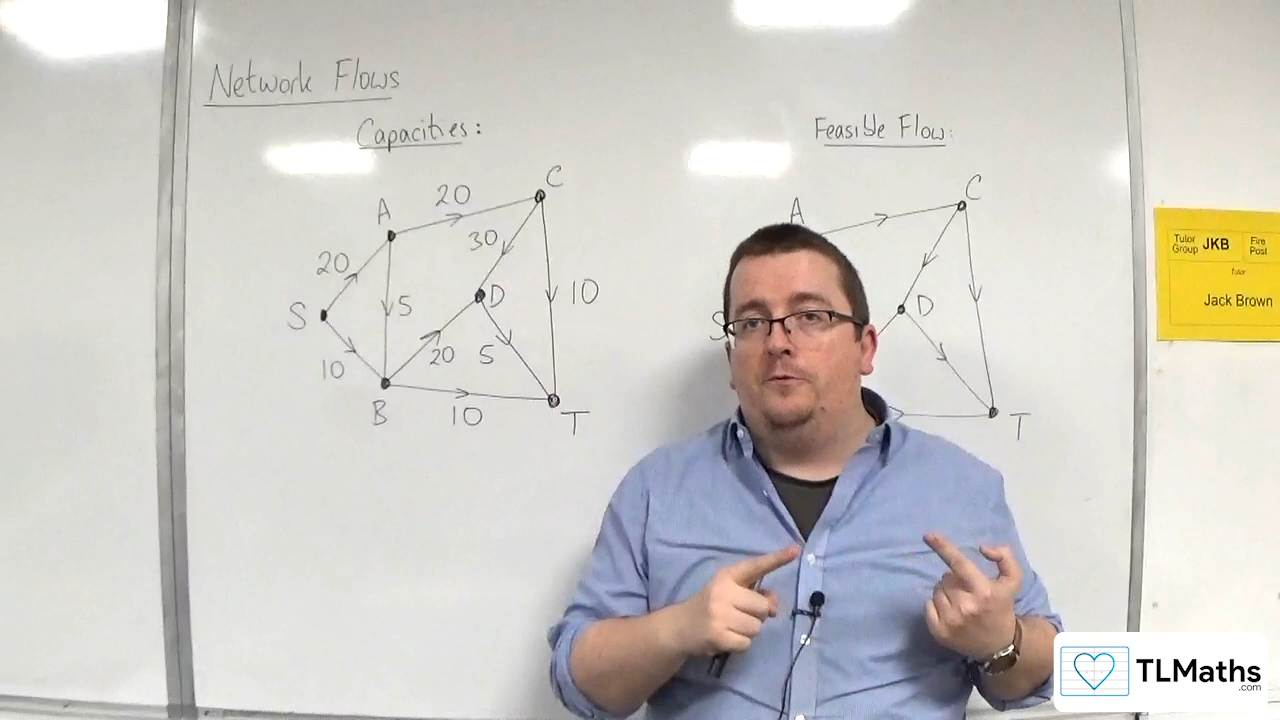 Network Flows
Capacities:
Feasible Flow:
C
20
A
30
20
D
10
S
5
10
20
5
B
10
T
A
C
D
S
T
Tutor Group JKB Fire Post
Tutor
Jack Brown
TLMaths
.com